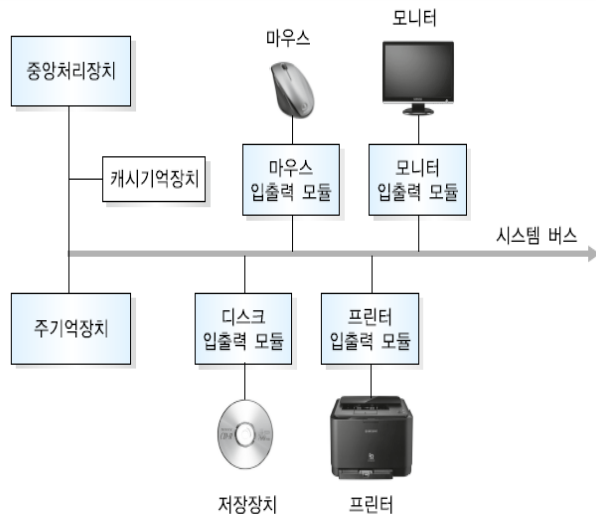 마우스
모니터
중앙처리장치
캐시기억장치
마우스
입출력 모듈
모니터
입출력 모듈
시스템 버스
주기억장치
디스크
입출력 모듈
프린터
입출력 모듈
저장장치
프린터